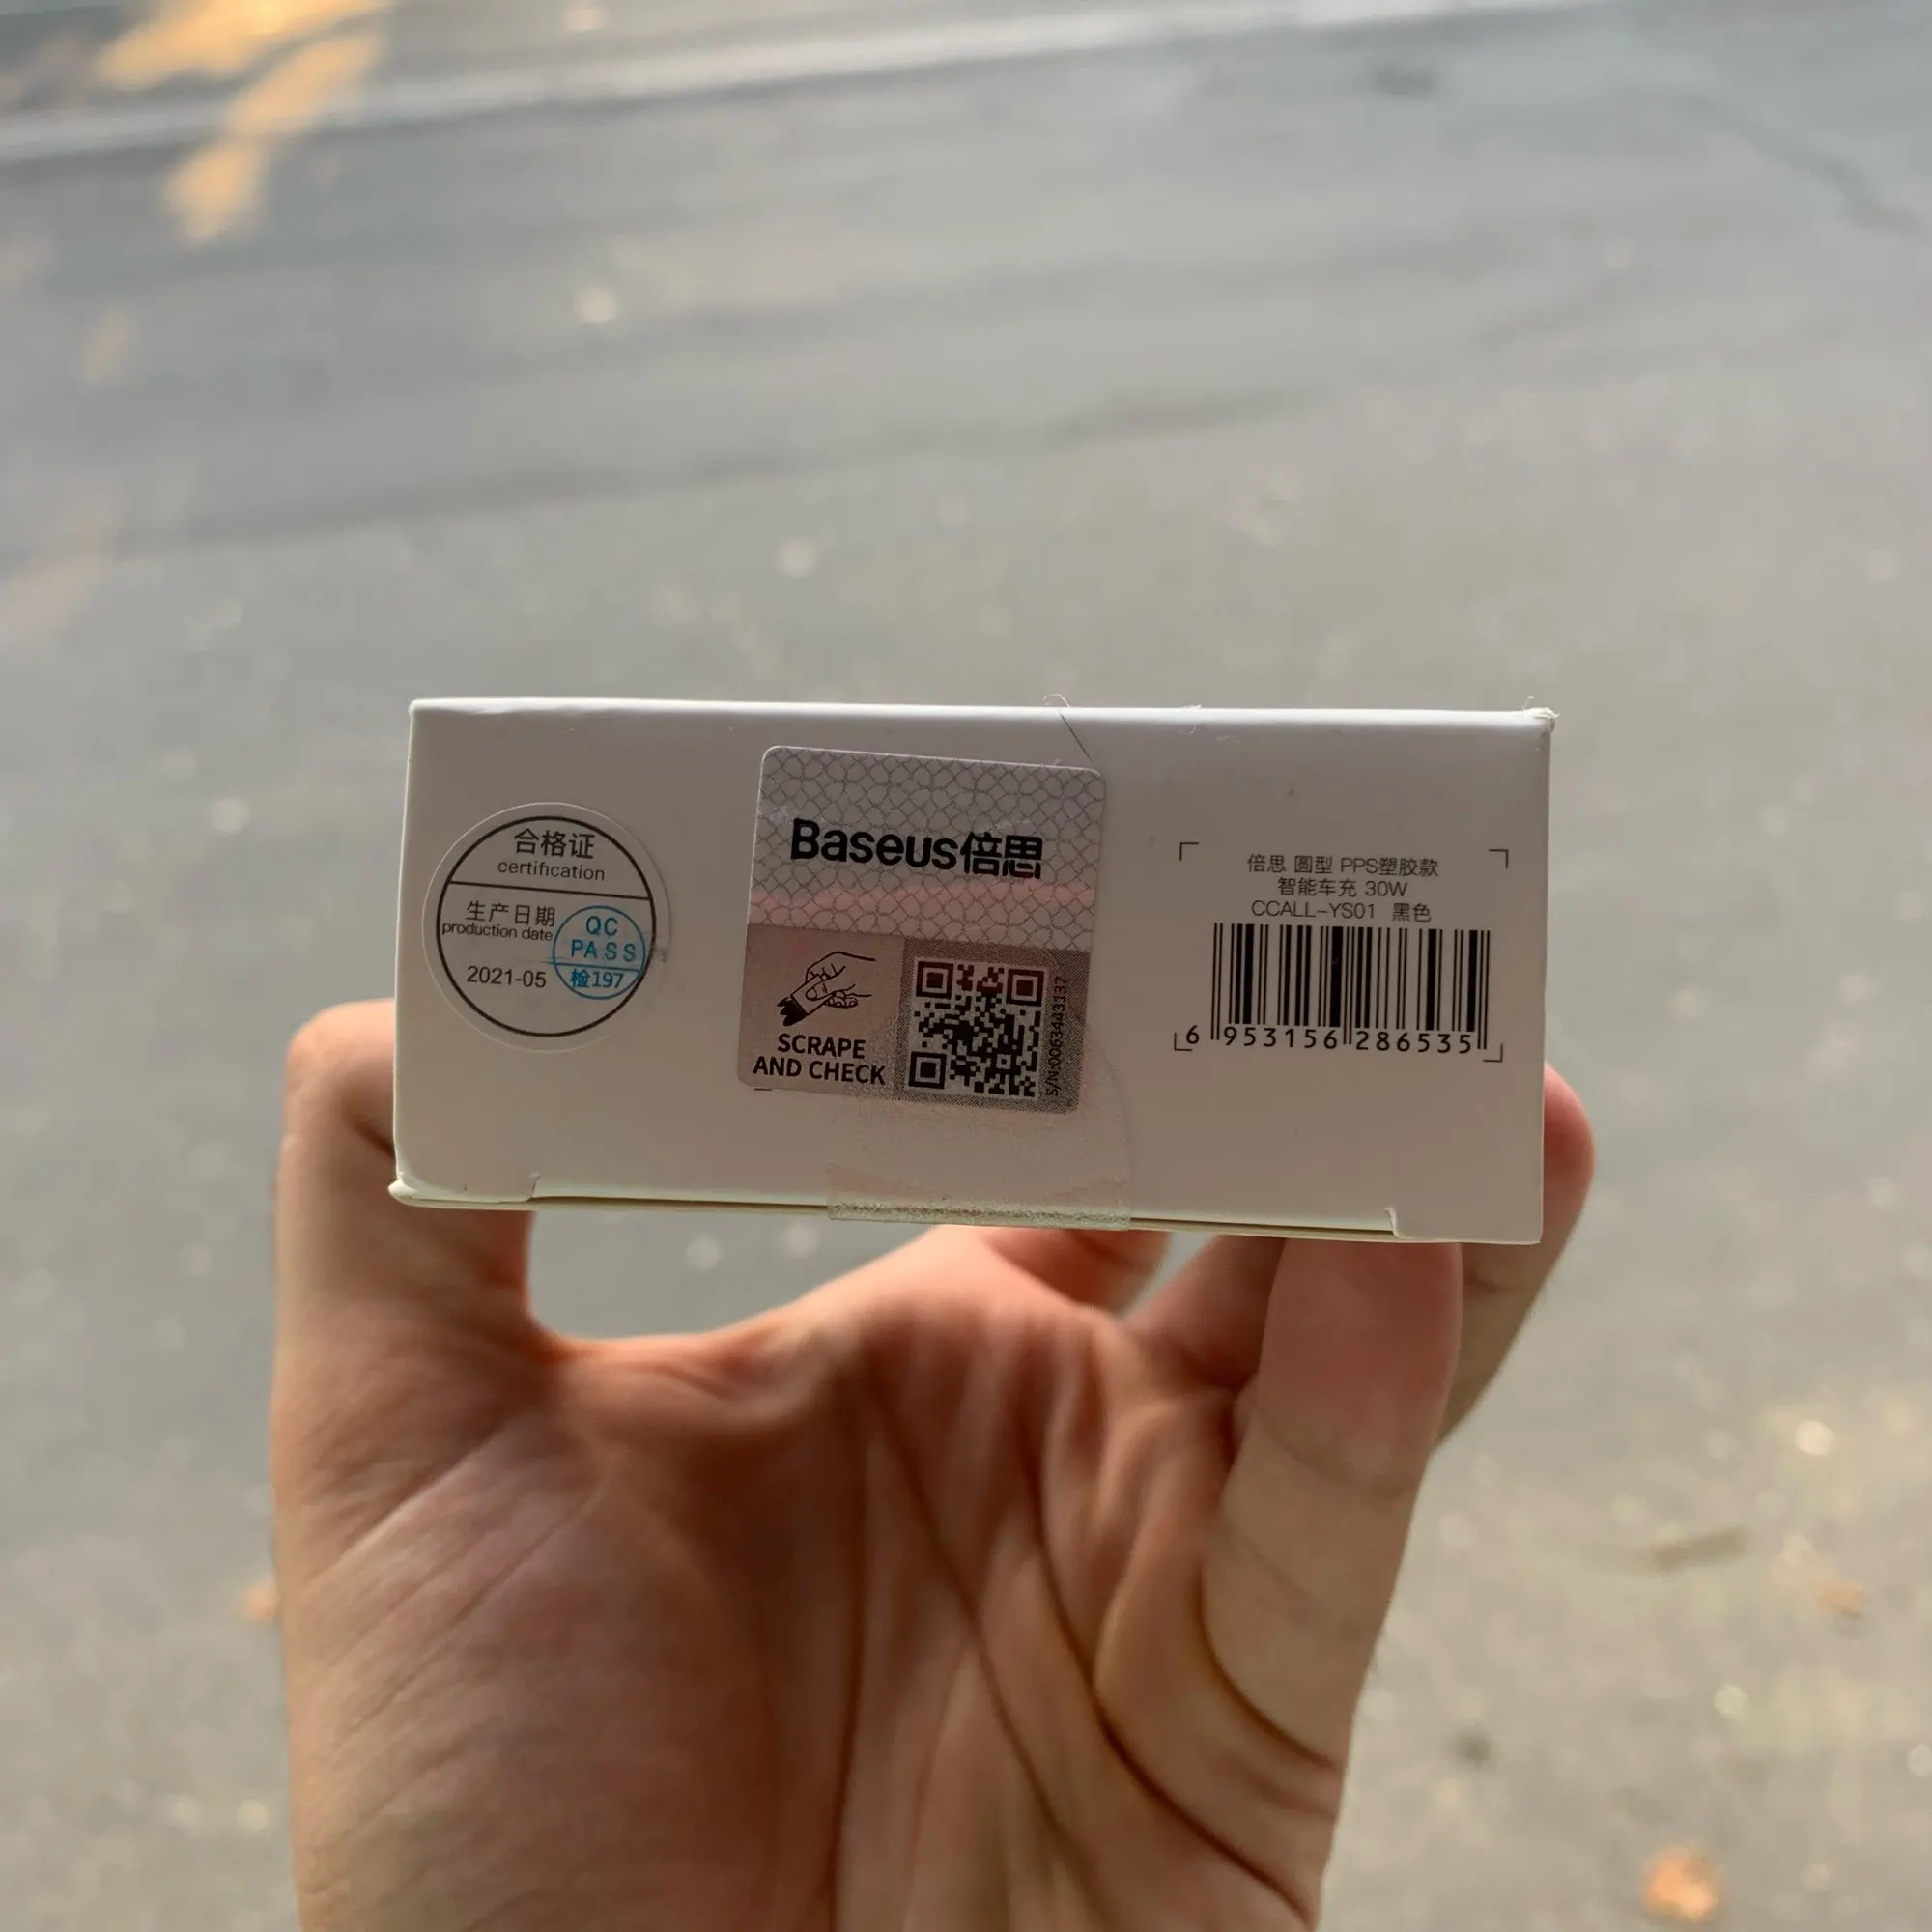 合格证
certification
生产日期
production date
2021-05
QC
PASS
检197
Baseus倍思
SCRAPE
AND CHECK
S/N:0063443137
倍思 圆型 PPS塑胶款
智能车充 30W
CCALL-YS01 黑色
6 953156 286535